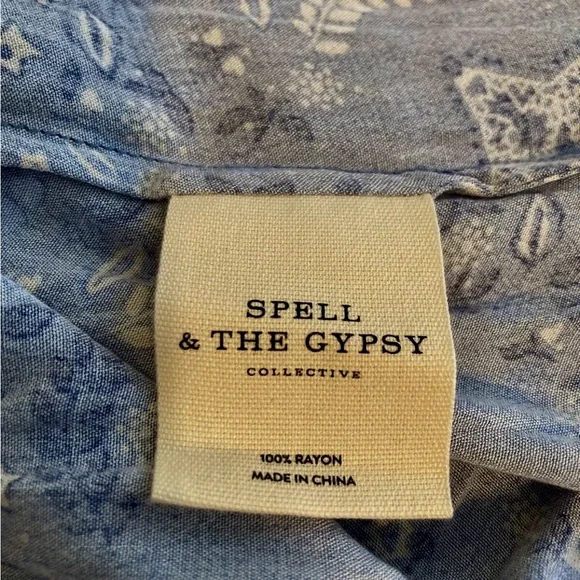 SPELL
& THE GYPSY
COLLECTIVE
100% RAYON
MADE IN CHINA